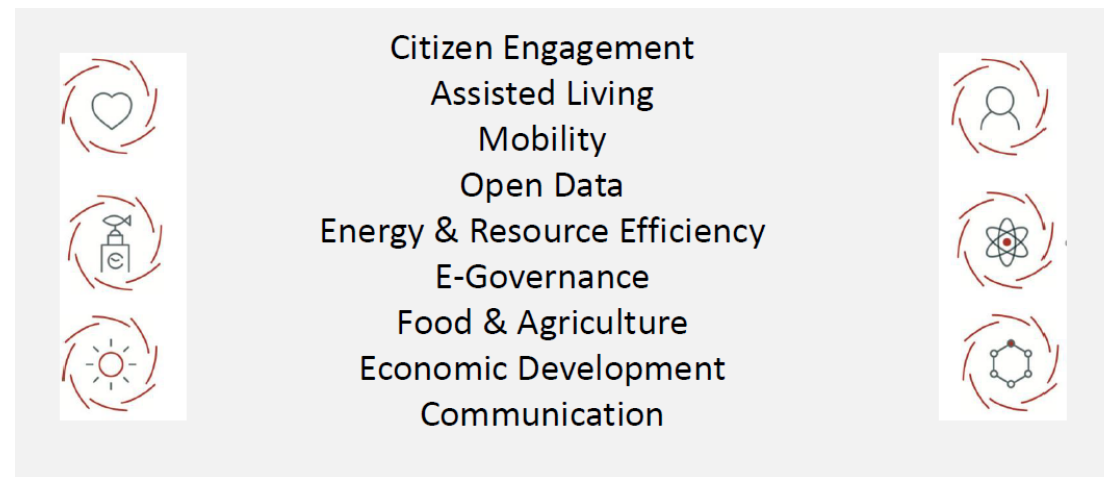 Citizen Engagement
Assisted Living
Mobility
Open Data
Energy & Resource Efficiency
E-Governance
Food & Agriculture
Economic Development
Communication